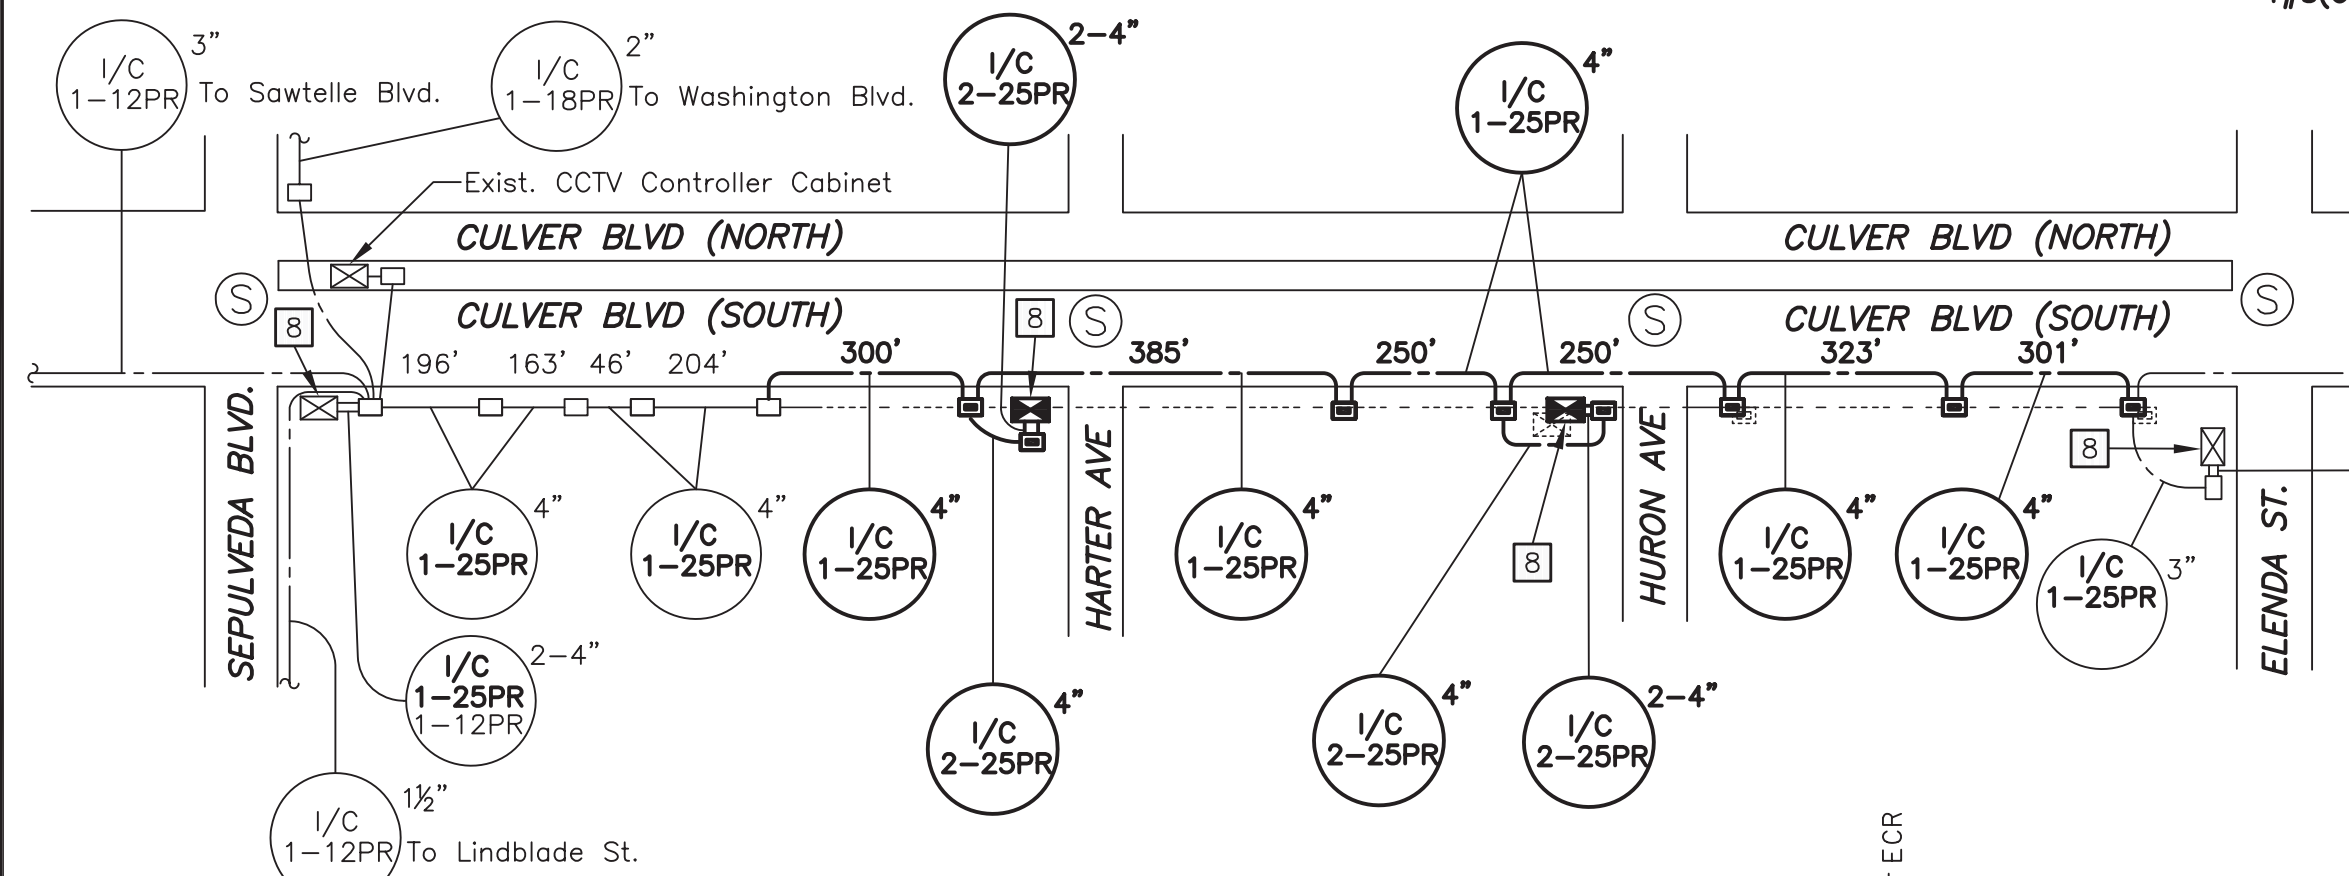 3"
I/C
1-12PR
To Sawtelle Blvd.
2"
I/C
1-18PR
To Washington Blvd.
2-4"
I/C
2-25PR
4"
I/C
1-25PR
Exist. CCTV Controller Cabinet
CULVER BLVD (NORTH)
CULVER BLVD (NORTH)
S
S
S
S
CULVER BLVD (SOUTH)
CULVER BLVD (SOUTH)
8
8
196'
163'
46'
204'
300'
385'
250'
250'
323'
301'
SEPULVEDA BLVD.
HARTER AVE
HURON AVE
ELENDA ST.
8
8
4"
I/C
1-25PR
4"
I/C
1-25PR
4"
I/C
1-25PR
4"
I/C
1-25PR
4"
I/C
1-25PR
4"
I/C
1-25PR
3"
I/C
1-25PR
2-4"
I/C
1-25PR
1-12PR
4"
I/C
2-25PR
4"
I/C
2-25PR
2-4"
I/C
2-25PR
1½"
I/C
1-12PR
To Lindblade St.
ECR